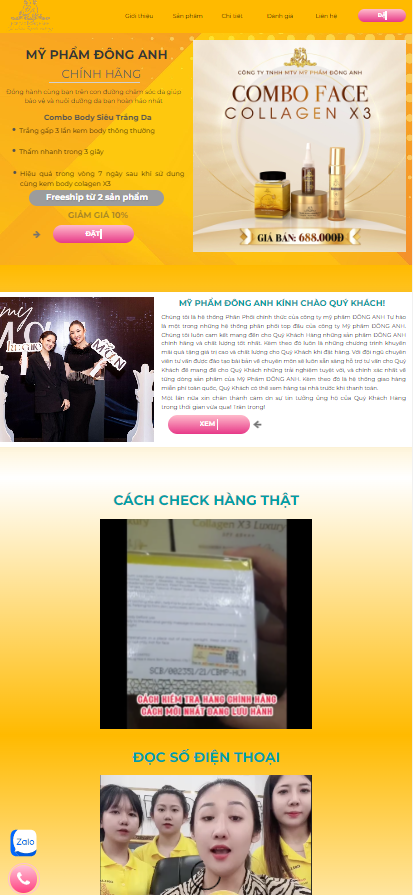 Giới thiệu Sản phẩm Chi tiết Đánh giá Liên hệ ĐẶ
MỸ PHẨM ĐÔNG ANH
CHÍNH HÃNG
Đồng hành cùng bạn trên con đường chăm sóc da giúp
bảo vệ và nuôi dưỡng da bạn hoàn hảo nhất
Combo Body Siêu Trắng Da
Trắng gấp 3 lần kem body thông thường
Thấm nhanh trong 3 giây
Hiệu quả trong vòng 7 ngày sau khi sử dụng
cùng kem body colagen X3
Freeship từ 2 sản phẩm
GIẢM GIÁ 10%
ĐẶT
CÔNG TY TNHH MTV MỸ PHẨM ĐÔNG ANH
COMBO FACE
COLLAGEN X3
GIÁ BÁN: 688.000Đ
MỸ PHẨM ĐÔNG ANH KÍNH CHÀO QUÝ KHÁCH!
Chúng tôi là hệ thống Phân Phối chính thức của công ty mỹ phẩm ĐÔNG ANH Tự hào
là một trong những hệ thống phân phối top đầu của công ty Mỹ phẩm ĐÔNG ANH.
Chúng tôi luôn cam kết mang đến cho Quý Khách Hàng những sản phẩm ĐÔNG ANH
chính hãng và chất lượng tốt nhất. Kèm theo đó luôn là những chương trình khuyến
mãi quà tặng giá trị cao và chất lượng cho Quý Khách khi đặt hàng. Với đội ngũ chuyên
viên tư vấn được đào tạo bài bản về chuyên môn sẽ luôn sẵn sàng hỗ trợ tư vấn cho Quý
Khách để mang đế cho Quý Khách những trải nghiêm tuyệt vời, và chính xác nhất về
từng dòng sản phẩm của Mỹ Phẩm ĐÔNG ANH. Kèm theo đó là hệ thống giao hàng
miễn phí toàn quốc, Quý Khách có thể xem hàng tại nhà trước khi thanh toán.
Một lần nữa xin chân thành cam ơn sự tin tưởng ủng hộ của Quý Khách Hàng
trong thời gian vừa qua! Trân trọng!
XEM
CÁCH CHECK HÀNG THẬT
Collagen X3 Luxury
CÁCH KIỂM TRA HÀNG CHÍNH HÃNG
CÁCH MỚI NHẤT ĐANG LƯU HÀNH
ĐỌC SỐ ĐIỆN THOẠI
Zalo